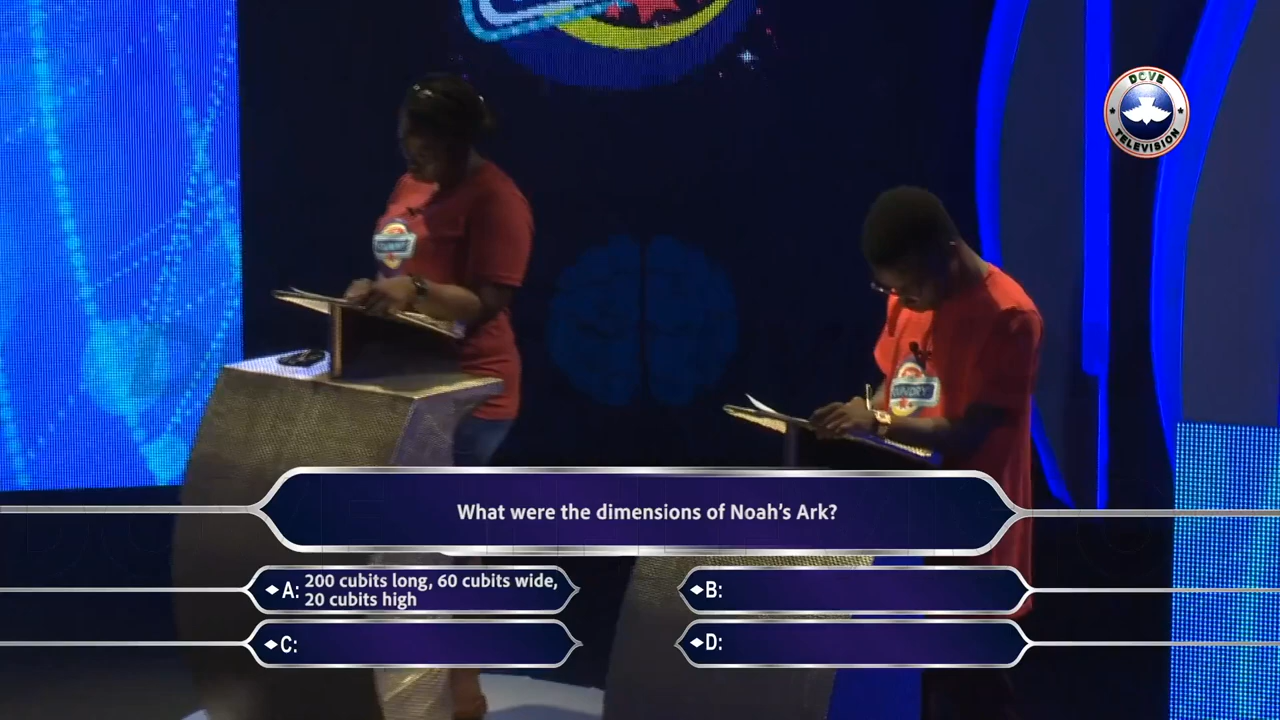 DOVE
TELEVISION
What were the dimensions of Noah's Ark?
A: 200 cubits long, 60 cubits wide,
20 cubits high
B:
C:
D: